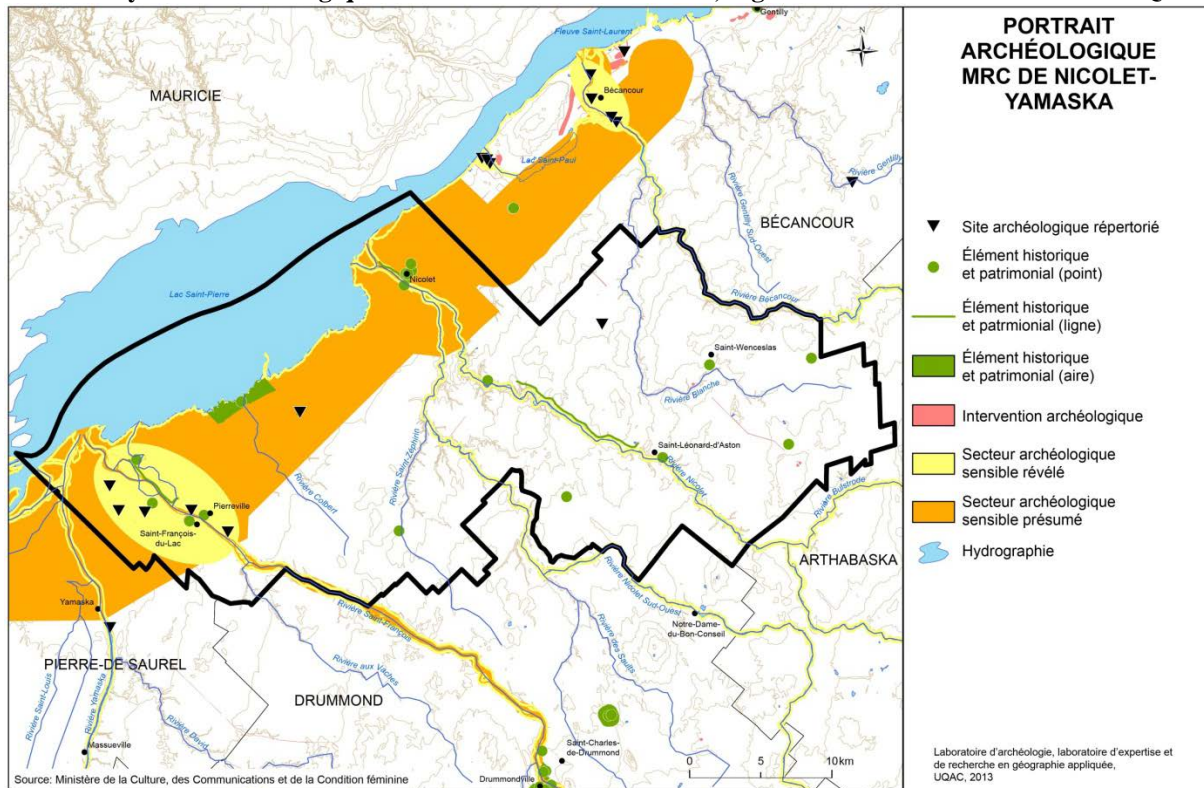 Fleuve Saint-Laurent
Gentilly
N
MAURICIE
Bécancour
Lac Saint-Paul
Rivière Gentilly
Rivière Gentilly Sud-Ouest
BÉCANCOUR
Nicolet
Lac Saint-Pierre
Rivière Bécancour
Saint-Wenceslas
Rivière Blanche
Saint-Léonard-d'Aston
Rivière Saint-Zéphirin
Rivière Colbert
Rivière Nicolet
Rivière Bulstrode
Pierreville
Saint-François-
du-Lac
ARTHABASKA
Yamaska
Rivière Saint-François
Rivière Nicolet Sud-Ouest
Notre-Dame-
du-Bon-Conseil
Rivière des Saults
PIERRE-DE SAUREL
Rivière aux Vaches
DRUMMOND
Rivière Saint-Louis
Rivière Yamaska
Rivière David
Massueville
Saint-Charles-
de-Drummond
Drummondville
0 5 10km
Source: Ministère de la Culture, des Communications et de la Condition féminine
PORTRAIT
ARCHÉOLOGIQUE
MRC DE NICOLET-
YAMASKA
Site archéologique répertorié
Élément historique
et patrimonial (point)
Élément historique
et patrmionial (ligne)
Élément historique
et patrimonial (aire)
Intervention archéologique
Secteur archéologique
sensible révélé
Secteur archéologique
sensible présumé
Hydrographie
Laboratoire d'archéologie, laboratoire d'expertise et
de recherche en géographie appliquée,
UQAC, 2013